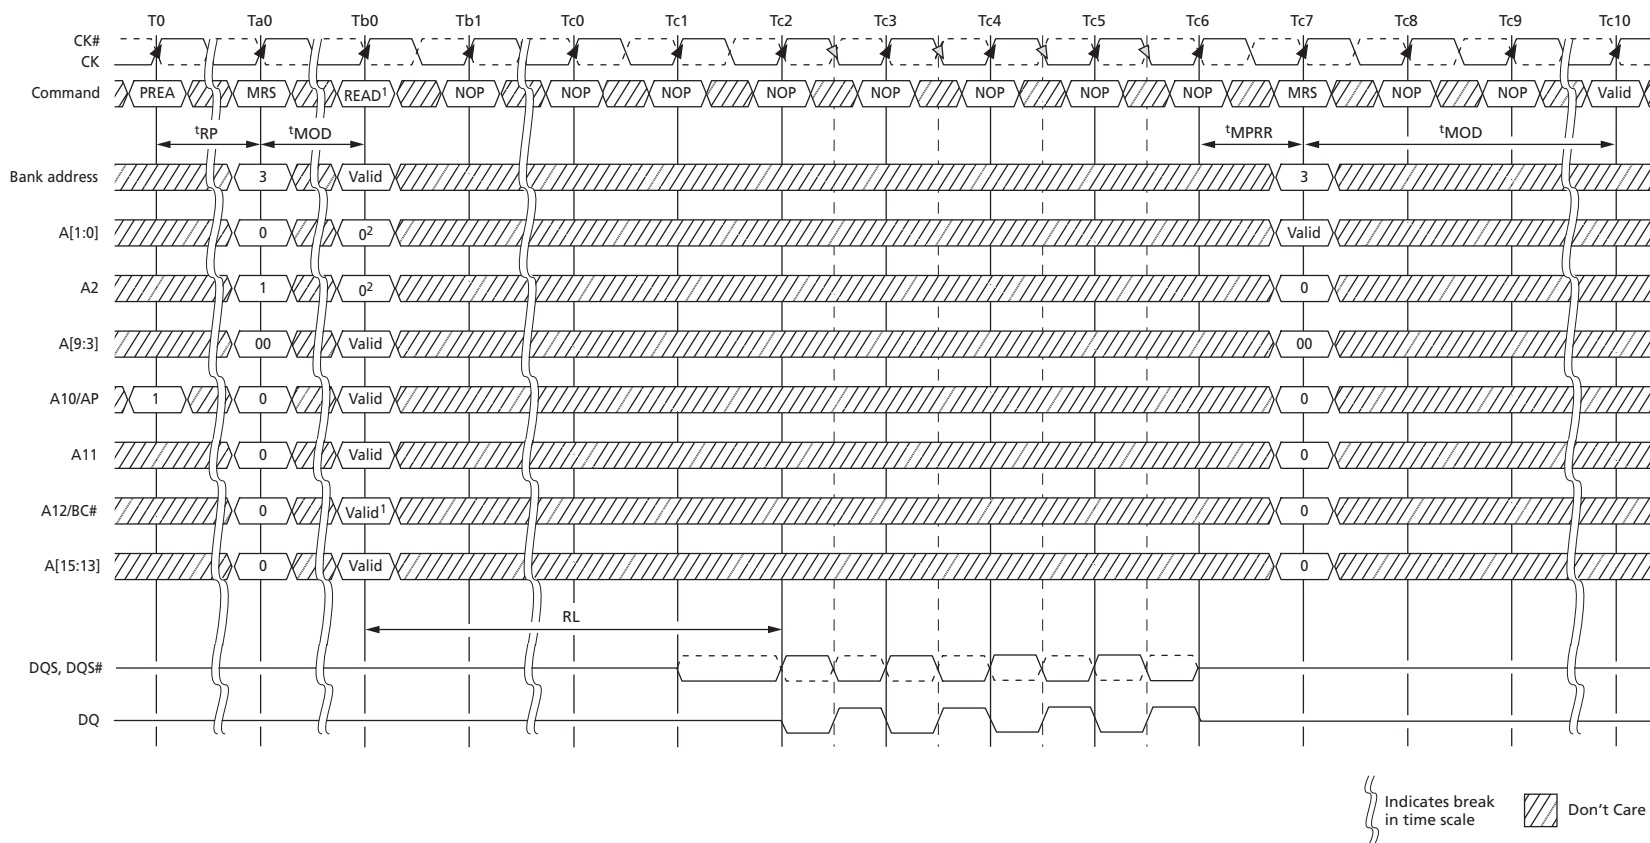 T0 Ta0 Tb0 Tb1 Tc0 Tc1 Tc2 Tc3 Tc4 Tc5 Tc6 Tc7 Tc8 Tc9 Tc10
CK#
CK
Command PREA MRS READ¹ NOP NOP NOP NOP NOP NOP NOP NOP MRS NOP NOP Valid
tRP tMOD tMPRR tMOD
Bank address 3 Valid 3
A[1:0] 0 0² Valid
A2 1 0² 0
A[9:3] 00 Valid 00
A10/AP 1 0 Valid 0
A11 0 Valid 0
A12/BC# 0 Valid¹ 0
A[15:13] 0 Valid 0
RL
DQS, DQS#
DQ
Indicates break
in time scale
Don't Care